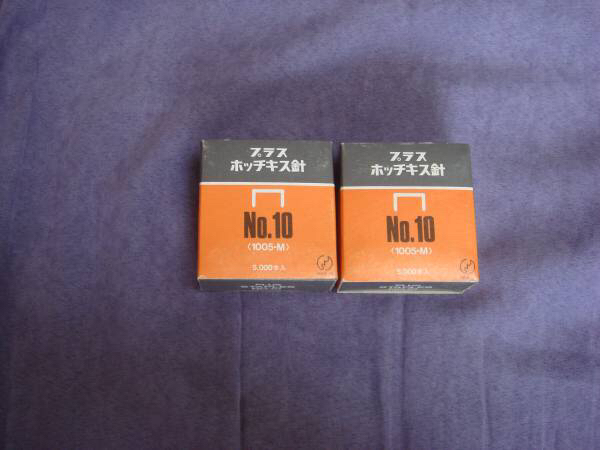 プラス
ホッチキス針
No.10
(1005-M)
5,000本入
プラス
ホッチキス針
No.10
(1005-M)
5,000本入